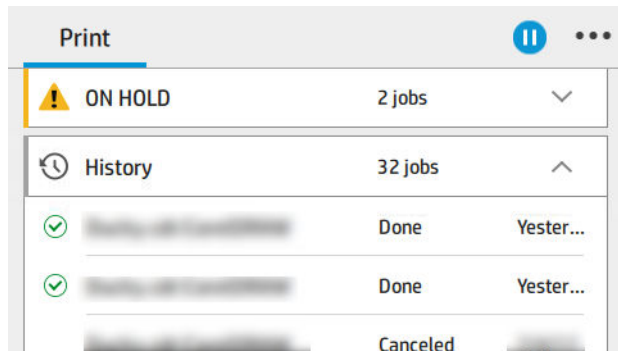 Print
ON HOLD 2 jobs
History 32 jobs
Done Yester...
Done Yester...
Canceled